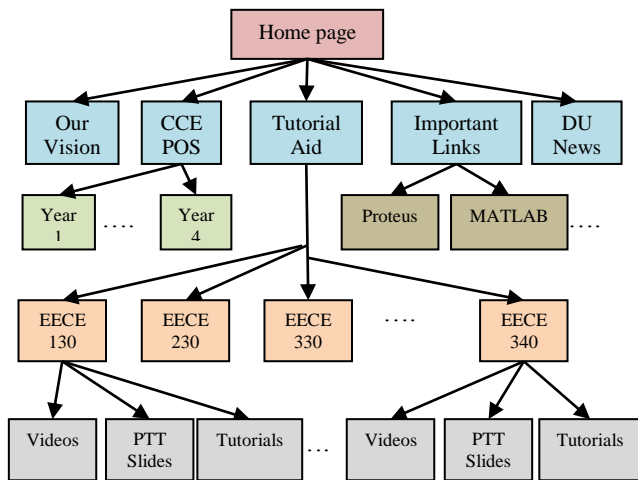 Home page
Our
Vision
CCE
POS
Tutorial
Aid
Important
Links
DU
News
Year
1
....
Year
4
Proteus
MATLAB
....
EECE
130
EECE
230
EECE
330
....
EECE
340
Videos
PTT
Slides
Tutorials
...
Videos
PTT
Slides
Tutorials